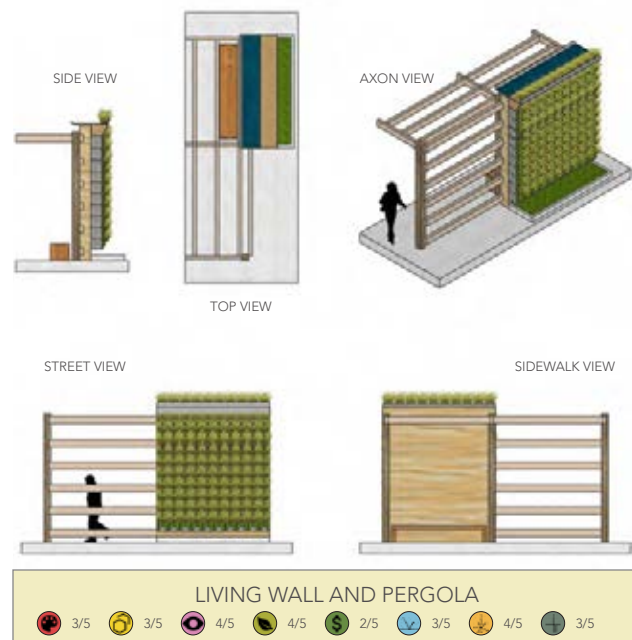 SIDE VIEW
AXON VIEW
TOP VIEW
STREET VIEW
SIDEWALK VIEW
LIVING WALL AND PERGOLA
3/5 3/5 4/5 4/5 $ 2/5 3/5 4/5 3/5